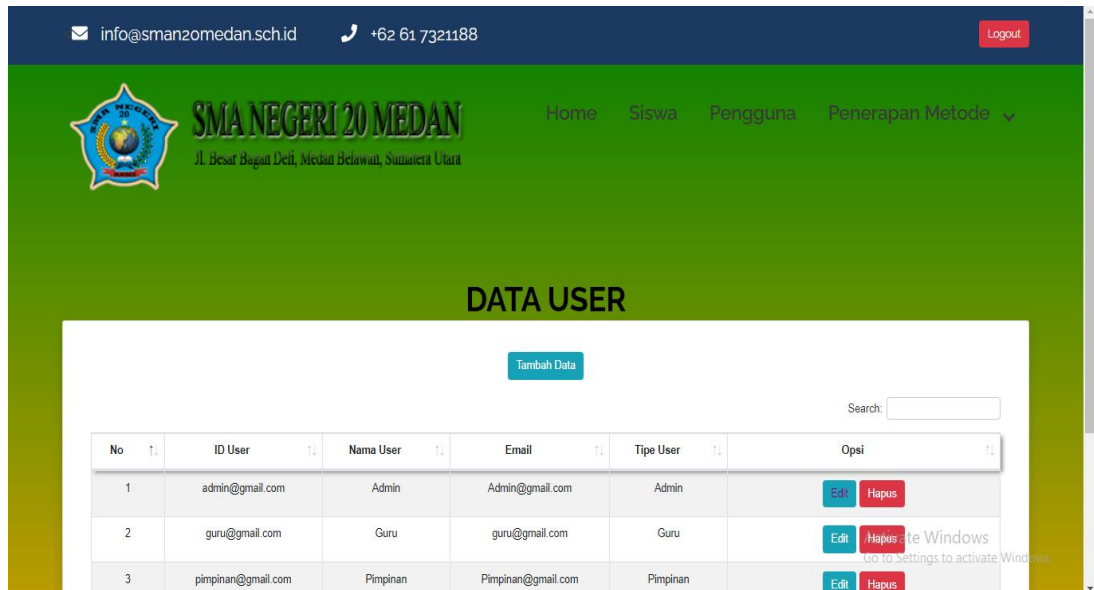 info@sman20medan.sch.id +62 61 7321188 Logout
SMA NEGERI 20 MEDAN
Jl. Besar Bagan Deli, Medan Belawan, Sumatera Utara
Home Siswa Pengguna Penerapan Metode
SMA NEGERI
20
DATA USER
Tambah Data
Search:
No ID User Nama User Email Tipe User Opsi
1 admin@gmail.com Admin Admin@gmail.com Admin Edit Hapus
2 guru@gmail.com Guru guru@gmail.com Guru Edit Hapus
3 pimpinan@gmail.com Pimpinan Pimpinan@gmail.com Pimpinan Edit Hapus
Activate Windows
Go to Settings to activate Windows.